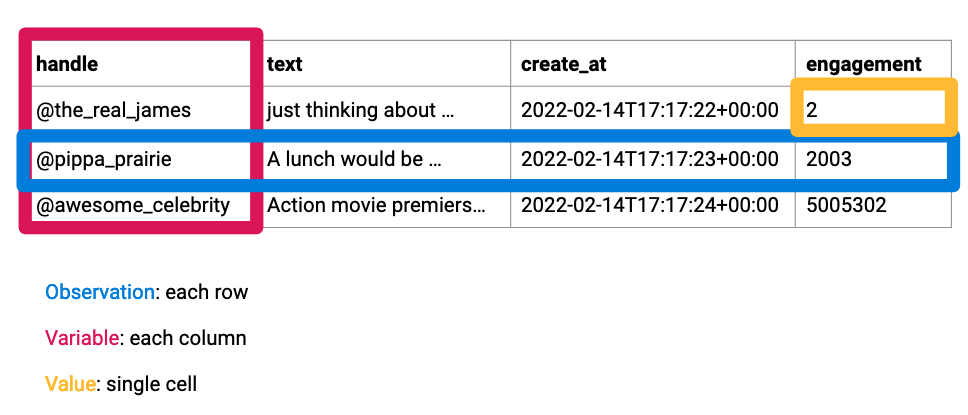 handle text create_at engagement
@the_real_james just thinking about ... 2022-02-14T17:17:22+00:00 2
@pippa_prairie A lunch would be ... 2022-02-14T17:17:23+00:00 2003
@awesome_celebrity Action movie premiers... 2022-02-14T17:17:24+00:00 5005302
Observation: each row
Variable: each column
Value: single cell